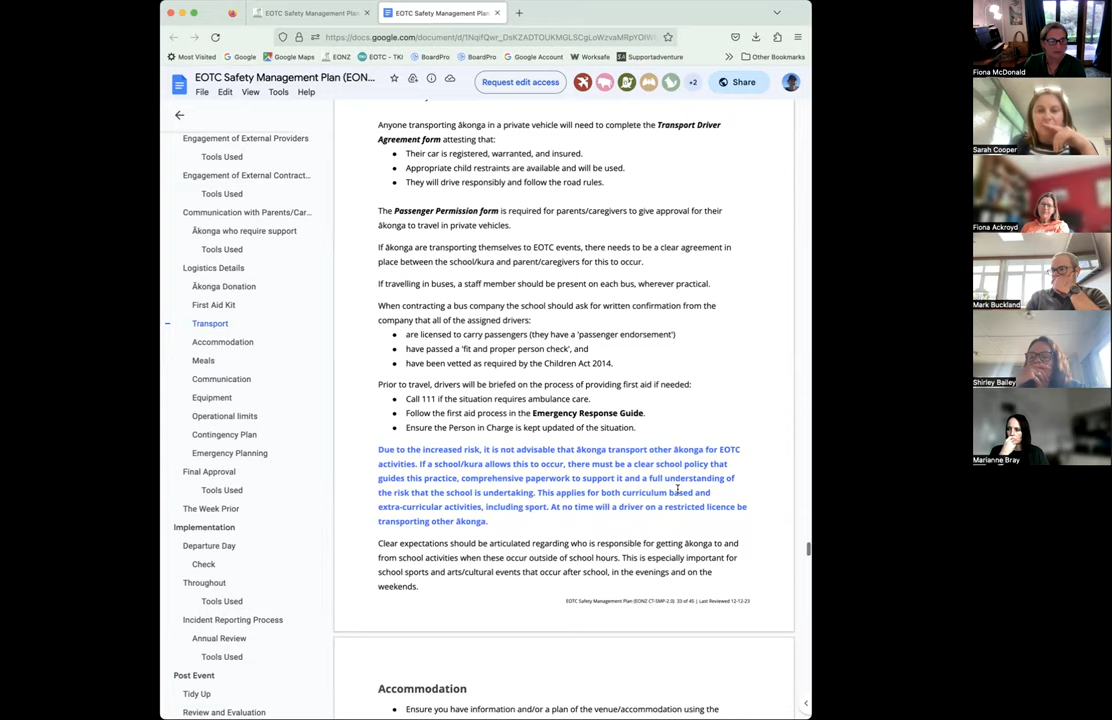 EOTC Safety Management Plan
EOTC Safety Management Plan
Most Visited
Google
Google Maps
EONZ
EOTC - TKI
BoardPro
BoardPro
Google Account
Worksafe
Supportadventure
Other Bookmarks
EOTC Safety Management Plan (EON...
File Edit View Tools Help
Request edit access
+2
Share
Engagement of External Providers
Tools Used
Engagement of External Contract...
Tools Used
Communication with Parents/Car...
Ākonga who require support
Tools Used
Logistics Details
Ākonga Donation
First Aid Kit
Transport
Accommodation
Meals
Communication
Equipment
Operational limits
Contingency Plan
Emergency Planning
Final Approval
Tools Used
The Week Prior
Implementation
Departure Day
Check
Throughout
Tools Used
Incident Reporting Process
Annual Review
Tools Used
Post Event
Tidy Up
Review and Evaluation
Anyone transporting ākonga in a private vehicle will need to complete the Transport Driver
Agreement form attesting that:
● Their car is registered, warranted, and insured.
● Appropriate child restraints are available and will be used.
● They will drive responsibly and follow the road rules.
The Passenger Permission form is required for parents/caregivers to give approval for their
ākonga to travel in private vehicles.
If ākonga are transporting themselves to EOTC events, there needs to be a clear agreement in
place between the school/kura and parent/caregivers for this to occur.
If travelling in buses, a staff member should be present on each bus, wherever practical.
When contracting a bus company the school should ask for written confirmation from the
company that all of the assigned drivers:
● are licensed to carry passengers (they have a 'passenger endorsement')
● have passed a 'fit and proper person check', and
● have been vetted as required by the Children Act 2014.
Prior to travel, drivers will be briefed on the process of providing first aid if needed:
● Call 111 if the situation requires ambulance care.
● Follow the first aid process in the Emergency Response Guide.
● Ensure the Person in Charge is kept updated of the situation.
Due to the increased risk, it is not advisable that ākonga transport other ākonga for EOTC
activities. If a school/kura allows this to occur, there must be a clear school policy that
guides this practice, comprehensive paperwork to support it and a full understanding of
the risk that the school is undertaking. This applies for both curriculum based and
extra-curricular activities, including sport. At no time will a driver on a restricted licence be
transporting other ākonga.
Clear expectations should be articulated regarding who is responsible for getting ākonga to and
from school activities when these occur outside of school hours. This is especially important for
school sports and arts/cultural events that occur after school, in the evenings and on the
weekends.
EOTC Safety Management Plan (EONZ CT-SMP-2.0) 33 of 45 | Last Reviewed 12-12-23
Accommodation
● Ensure you have information and/or a plan of the venue/accommodation using the
Fiona McDonald
Sarah Cooper
Fiona Ackroyd
Mark Buckland
Shirley Bailey
Marianne Bray